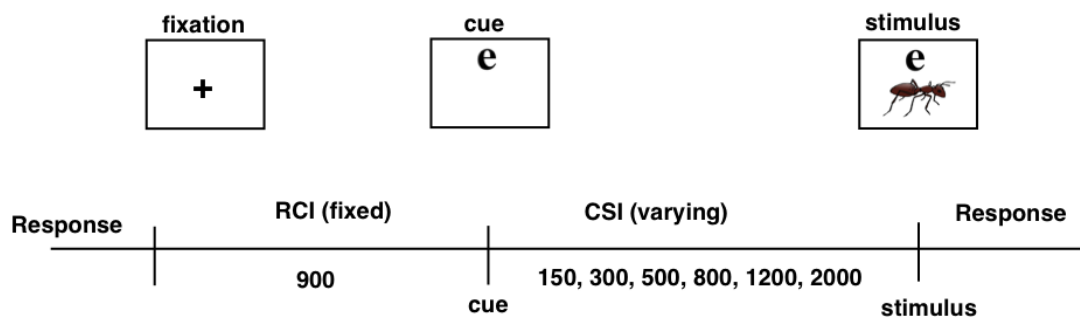 fixation
cue
stimulus
+
e
e
Response
RCI (fixed)
CSI (varying)
Response
900
150, 300, 500, 800, 1200, 2000
cue
stimulus